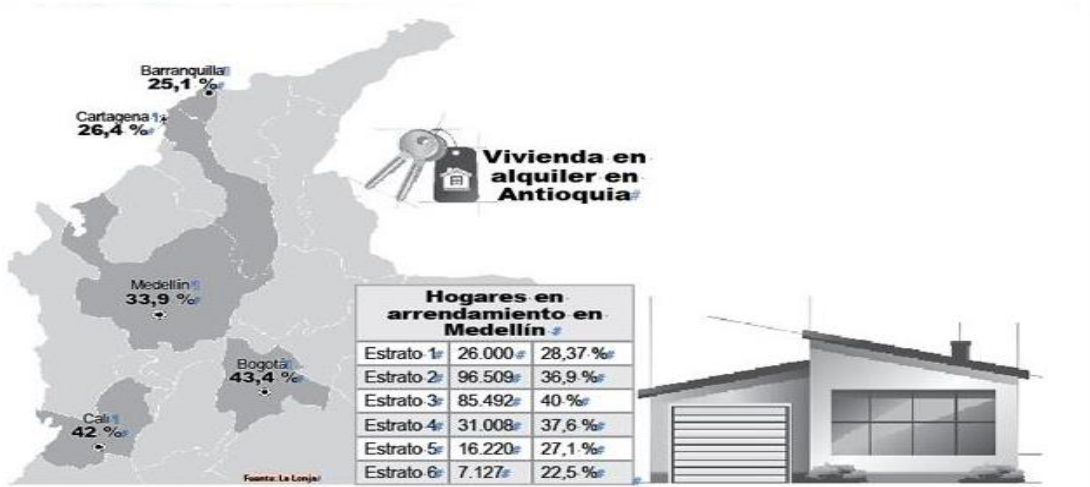 Barranquilla
25,1 %
Cartagena
26,4 %
Vivienda en
alquiler en
Antioquia
Medellín
33,9 %
Bogotá
43,4 %
Cali
42 %
Hogares en
arrendamiento en
Medellín
Estrato 1 26.000 28,37 %
Estrato 2 96.509 36,9 %
Estrato 3 85.492 40 %
Estrato 4 31.008 37,6 %
Estrato 5 16.220 27,1 %
Estrato 6 7.127 22,5 %
Fuente: La Lonja